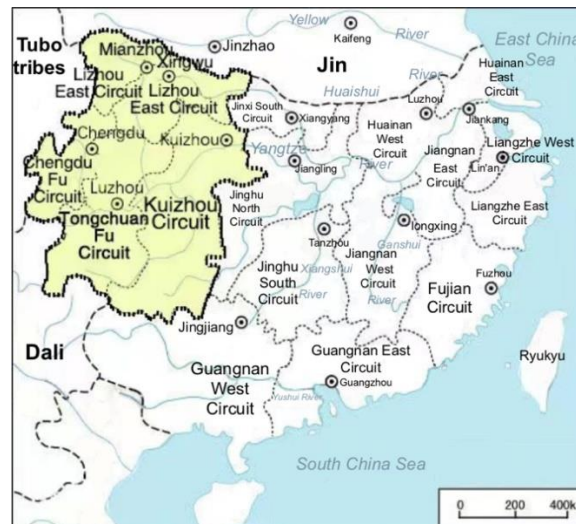 Yellow
River
Kaifeng
East China
Sea
Tubo
tribes
Mianzhou
Xingwu
Jinzhao
Jin
River
Huainan
East
Circuit
Lizhou
East Circuit
Lizhou
East Circuit
Huaishui
Jinxi South
Circuit
Xiangyang
Luzhou
Jiankang
Chengdu
Kuizhou
Yangtze
Huainan
West
Circuit
Jiangnan
East
Circuit
Liangzhe West
Circuit
Lin'an
Chengdu
Fu
Circuit
Jiangling
River
Luzhou
Tongchuan
Fu
Circuit
Kuizhou
Circuit
Jinghu
North
Circuit
Liangzhe East
Circuit
Tanzhou
longxing
Ganshui
Jinghu
South
Circuit
Xiangshui
River
Jiangnan
West
Circuit
River
Fujian
Circuit
Fuzhou
Jingjiang
Dali
Guangnan
West
Circuit
Guangnan East
Circuit
Guangzhou
Yushui River
Ryukyu
South China Sea
0 200 400k